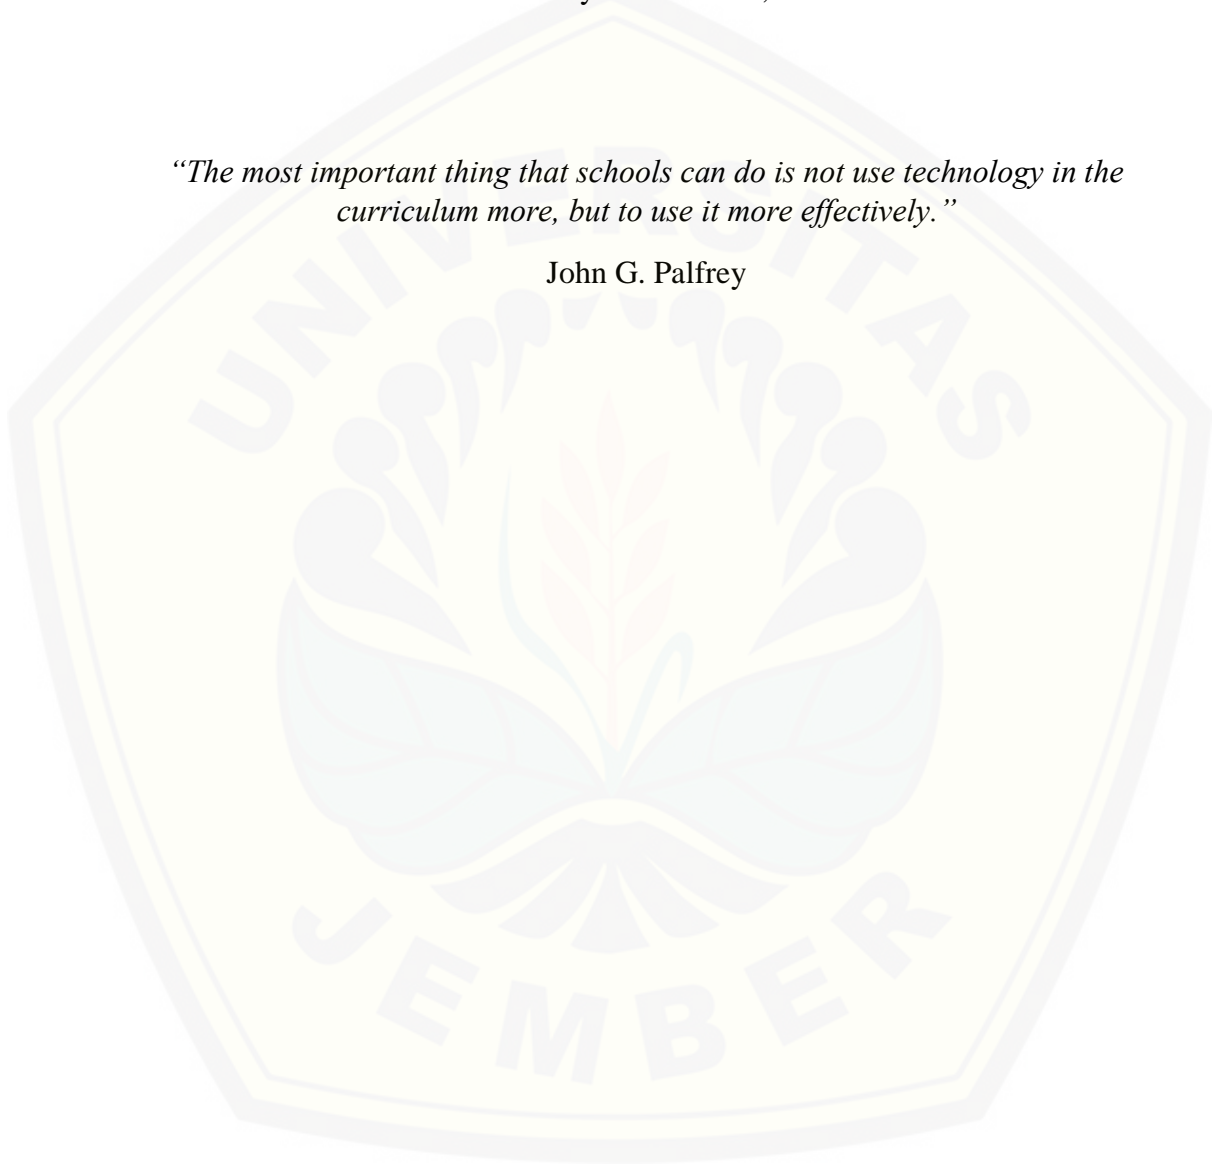 “The most important thing that schools can do is not use technology in the
curriculum more, but to use it more effectively.”
John G. Palfrey
UNIVERSITAS
JEMBER